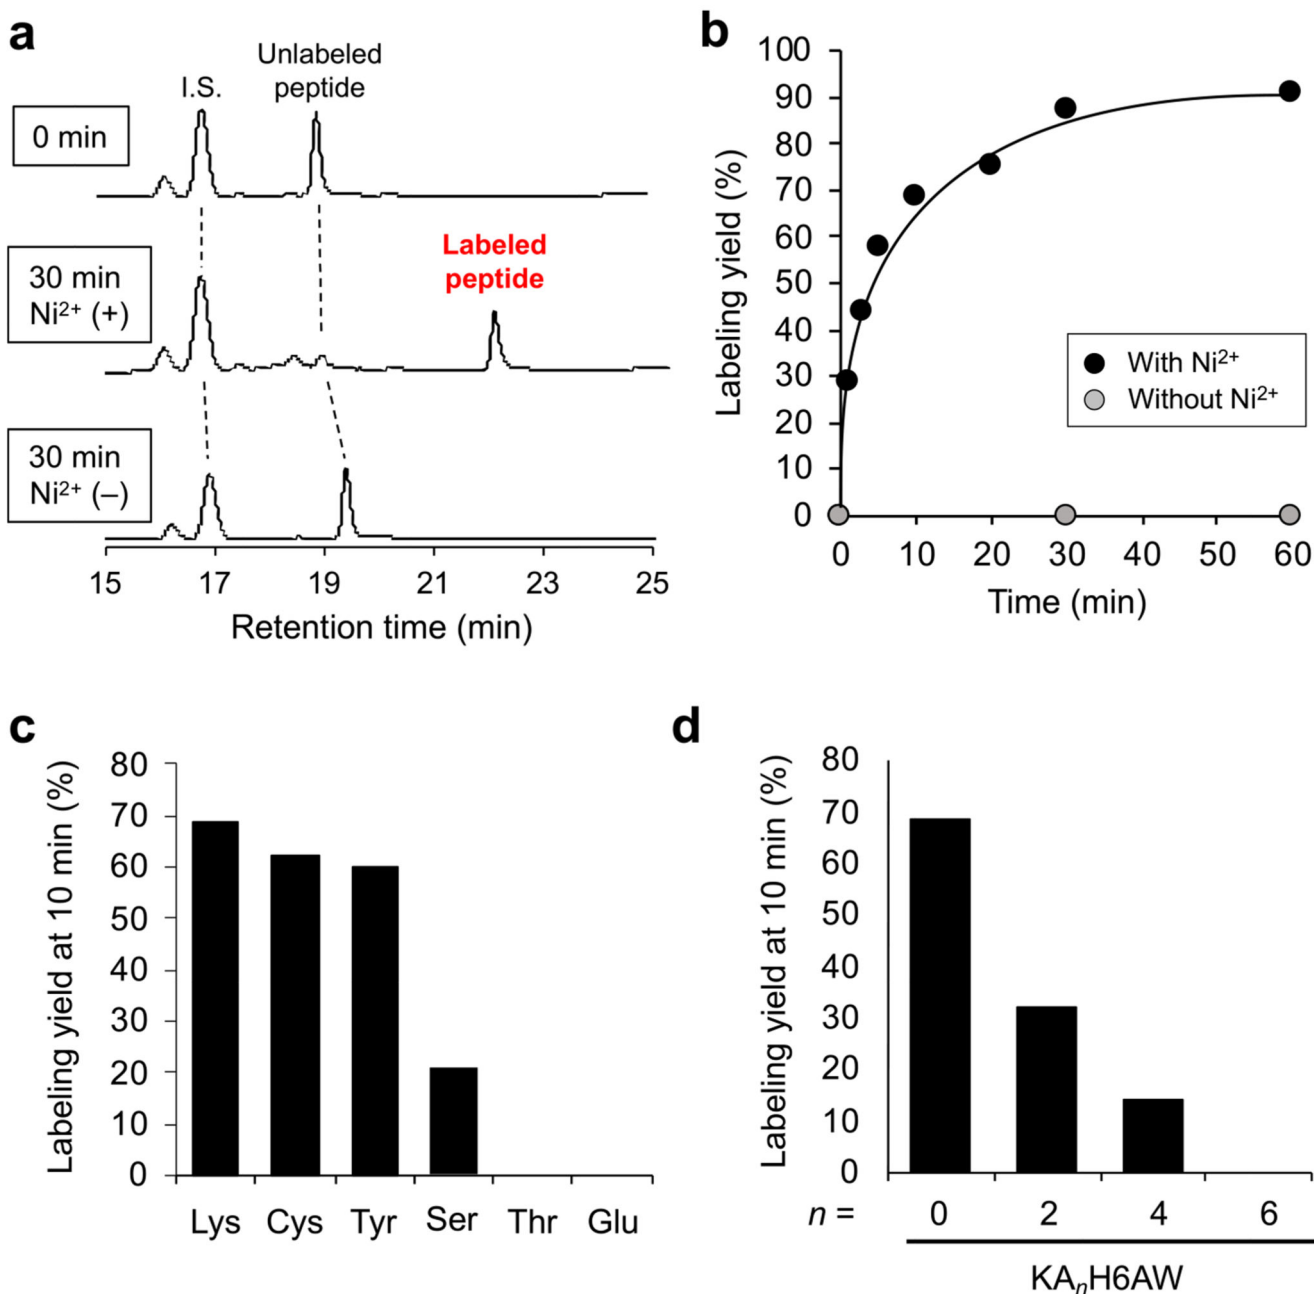 a
I.S.
Unlabeled
peptide
0 min
30 min
Ni²⁺ (+)
Labeled
peptide
30 min
Ni²⁺ (–)
15 17 19 21 23 25
Retention time (min)
b
Labeling yield (%)
100
90
80
70
60
50
40
30
20
10
0
With Ni²⁺
Without Ni²⁺
0 10 20 30 40 50 60
Time (min)
c
Labeling yield at 10 min (%)
80
70
60
50
40
30
20
10
0
Lys Cys Tyr Ser Thr Glu
d
Labeling yield at 10 min (%)
80
70
60
50
40
30
20
10
0
n = 0 2 4 6
KAₙH6AW